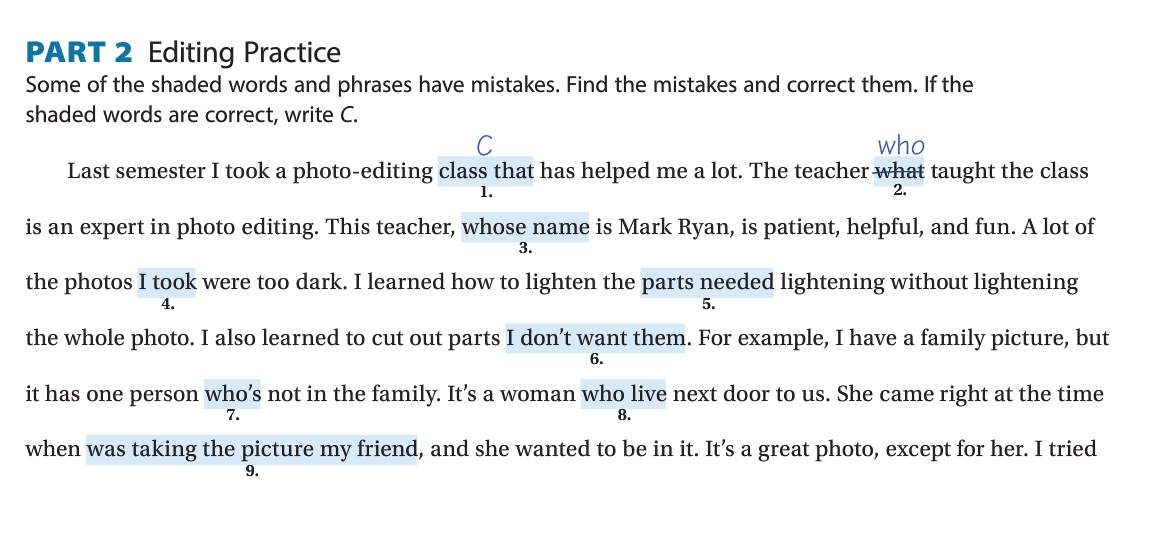 PART 2 Editing Practice
Some of the shaded words and phrases have mistakes. Find the mistakes and correct them. If the
shaded words are correct, write C.
C who
Last semester I took a photo-editing class that has helped me a lot. The teacher what taught the class
1. 2.
is an expert in photo editing. This teacher, whose name is Mark Ryan, is patient, helpful, and fun. A lot of
3.
the photos I took were too dark. I learned how to lighten the parts needed lightening without lightening
4. 5.
the whole photo. I also learned to cut out parts I don't want them. For example, I have a family picture, but
6.
it has one person who's not in the family. It's a woman who live next door to us. She came right at the time
7. 8.
when was taking the picture my friend, and she wanted to be in it. It's a great photo, except for her. I tried
9.